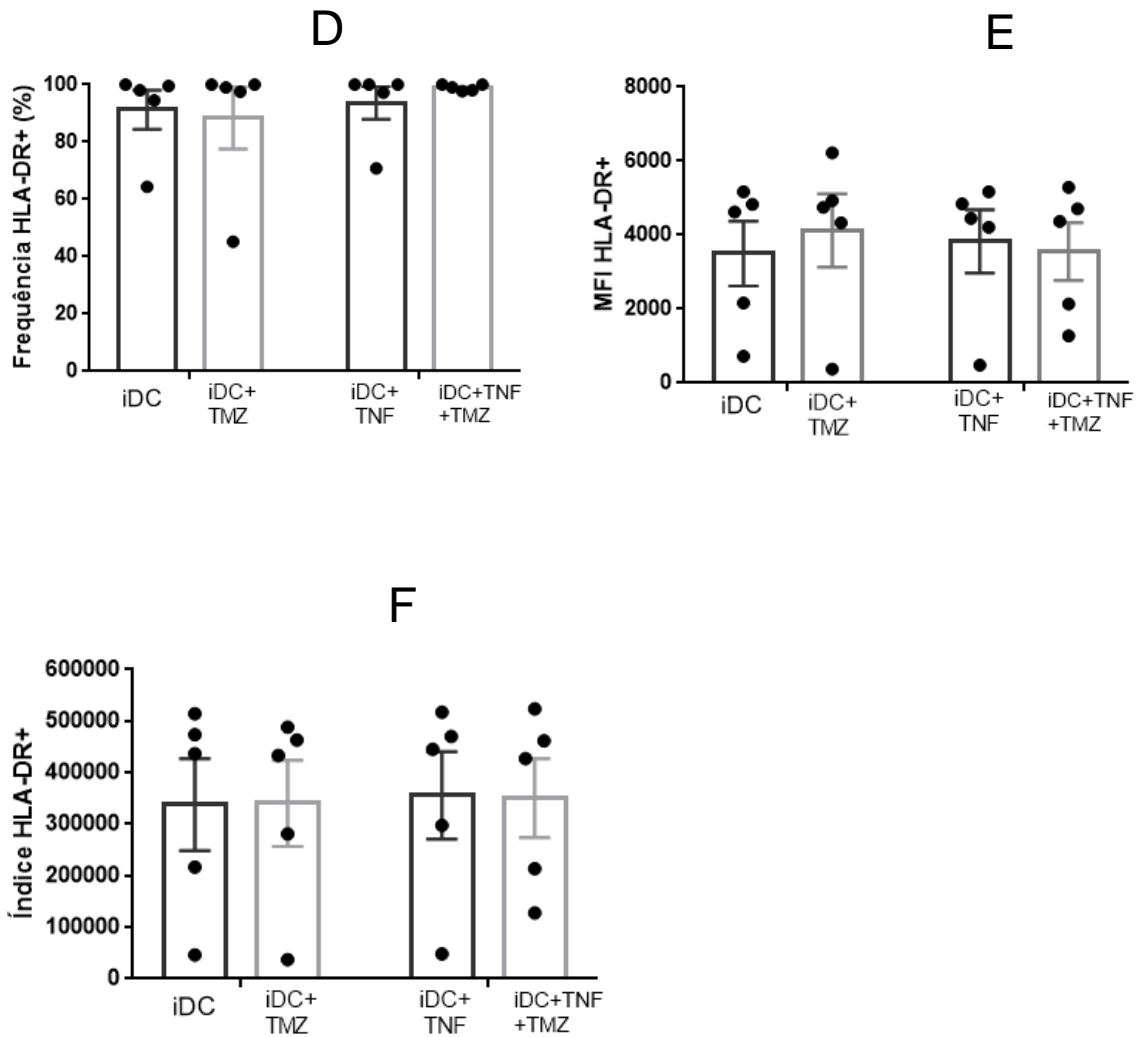 D
Frequência HLA-DR+ (%)
100
80
60
40
20
0
iDC
iDC+
TMZ
iDC+
TNF
iDC+TNF
+TMZ
E
MFI HLA-DR+
8000
6000
4000
2000
0
iDC
iDC+
TMZ
iDC+
TNF
iDC+TNF
+TMZ
F
Índice HLA-DR+
600000
500000
400000
300000
200000
100000
0
iDC
iDC+
TMZ
iDC+
TNF
iDC+TNF
+TMZ